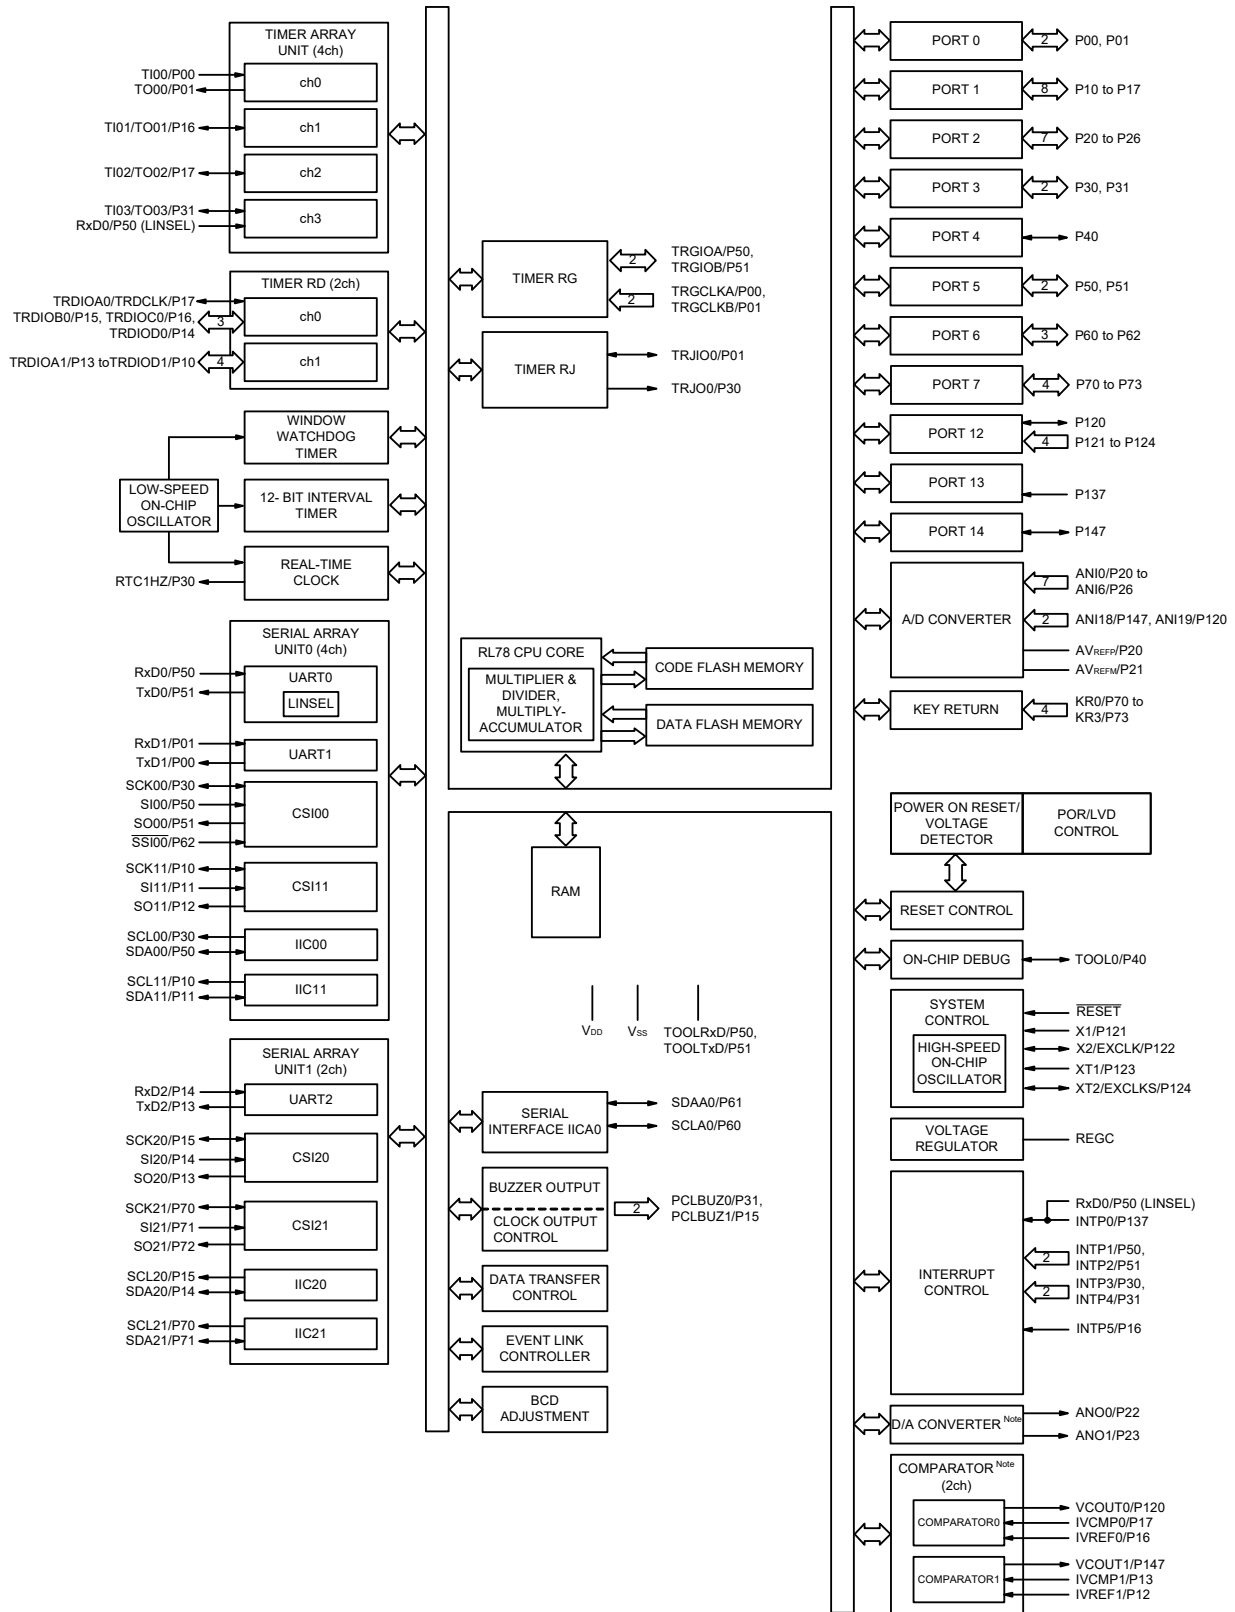 TIMER ARRAY
UNIT (4ch)
TI00/P00
TO00/P01
ch0
TI01/TO01/P16
ch1
TI02/TO02/P17
ch2
TI03/TO03/P31
RxD0/P50 (LINSEL)
ch3
TIMER RD (2ch)
TRDIOA0/TRDCLK/P17
TRDIOB0/P15, TRDIOC0/P16,
TRDIOD0/P14
3
ch0
TRDIOA1/P13 toTRDIOD1/P10
4
ch1
WINDOW
WATCHDOG
TIMER
LOW-SPEED
ON-CHIP
OSCILLATOR
12- BIT INTERVAL
TIMER
RTC1HZ/P30
REAL-TIME
CLOCK
SERIAL ARRAY
UNIT0 (4ch)
RxD0/P50
TxD0/P51
UART0
LINSEL
RxD1/P01
TxD1/P00
UART1
SCK00/P30
SI00/P50
SO00/P51
SSI00/P62
CSI00
SCK11/P10
SI11/P11
SO11/P12
CSI11
SCL00/P30
SDA00/P50
IIC00
SCL11/P10
SDA11/P11
IIC11
SERIAL ARRAY
UNIT1 (2ch)
RxD2/P14
TxD2/P13
UART2
SCK20/P15
SI20/P14
SO20/P13
CSI20
SCK21/P70
SI21/P71
SO21/P72
CSI21
SCL20/P15
SDA20/P14
IIC20
SCL21/P70
SDA21/P71
IIC21
TIMER RG
2
TRGIOA/P50,
TRGIOB/P51
2
TRGCLKA/P00,
TRGCLKB/P01
TIMER RJ
TRJIO0/P01
TRJO0/P30
RL78 CPU CORE
MULTIPLIER &
DIVIDER,
MULTIPLY-
ACCUMULATOR
CODE FLASH MEMORY
DATA FLASH MEMORY
RAM
VDD
VSS
TOOLRxD/P50,
TOOLTxD/P51
SERIAL
INTERFACE IICA0
SDAA0/P61
SCLA0/P60
BUZZER OUTPUT
CLOCK OUTPUT
CONTROL
2
PCLBUZ0/P31,
PCLBUZ1/P15
DATA TRANSFER
CONTROL
EVENT LINK
CONTROLLER
BCD
ADJUSTMENT
PORT 0
2
P00, P01
PORT 1
8
P10 to P17
PORT 2
7
P20 to P26
PORT 3
2
P30, P31
PORT 4
P40
PORT 5
2
P50, P51
PORT 6
3
P60 to P62
PORT 7
4
P70 to P73
PORT 12
P120
4
P121 to P124
PORT 13
P137
PORT 14
P147
A/D CONVERTER
7
ANI0/P20 to
ANI6/P26
2
ANI18/P147, ANI19/P120
AVREFP/P20
AVREFM/P21
KEY RETURN
4
KR0/P70 to
KR3/P73
POWER ON RESET/
VOLTAGE
DETECTOR
POR/LVD
CONTROL
RESET CONTROL
ON-CHIP DEBUG
TOOL0/P40
SYSTEM
CONTROL
HIGH-SPEED
ON-CHIP
OSCILLATOR
RESET
X1/P121
X2/EXCLK/P122
XT1/P123
XT2/EXCLKS/P124
VOLTAGE
REGULATOR
REGC
INTERRUPT
CONTROL
RxD0/P50 (LINSEL)
INTP0/P137
2
INTP1/P50,
INTP2/P51
2
INTP3/P30,
INTP4/P31
INTP5/P16
D/A CONVERTER Note
ANO0/P22
ANO1/P23
COMPARATOR Note
(2ch)
COMPARATOR0
VCOUT0/P120
IVCMP0/P17
IVREF0/P16
COMPARATOR1
VCOUT1/P147
IVCMP1/P13
IVREF1/P12